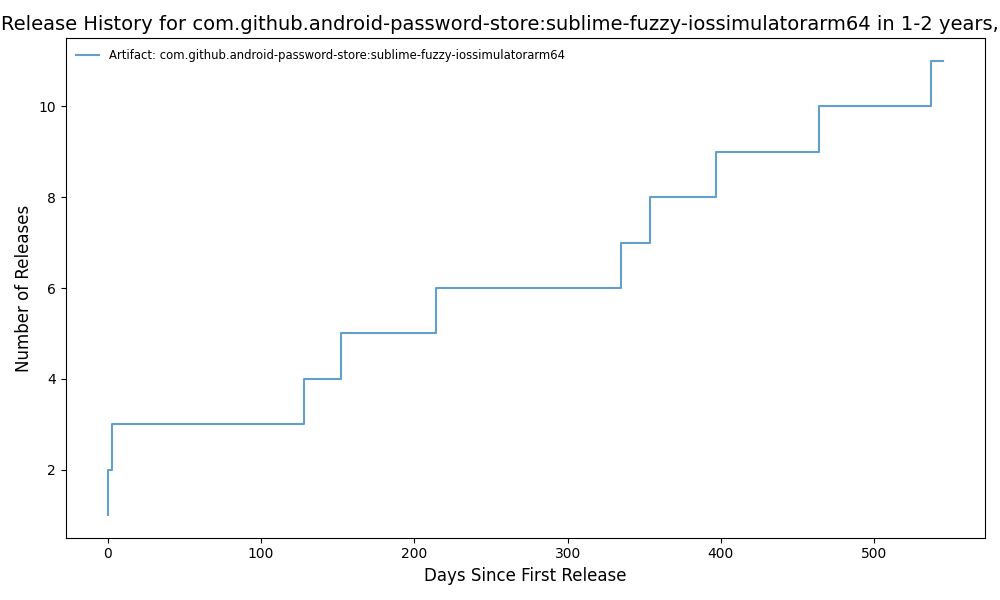 Release History for com.github.android-password-store:sublime-fuzzy-iossimulatorarm64 in 1-2 years,
Artifact: com.github.android-password-store:sublime-fuzzy-iossimulatorarm64
Number of Releases
10
8
6
4
2
0 100 200 300 400 500
Days Since First Release